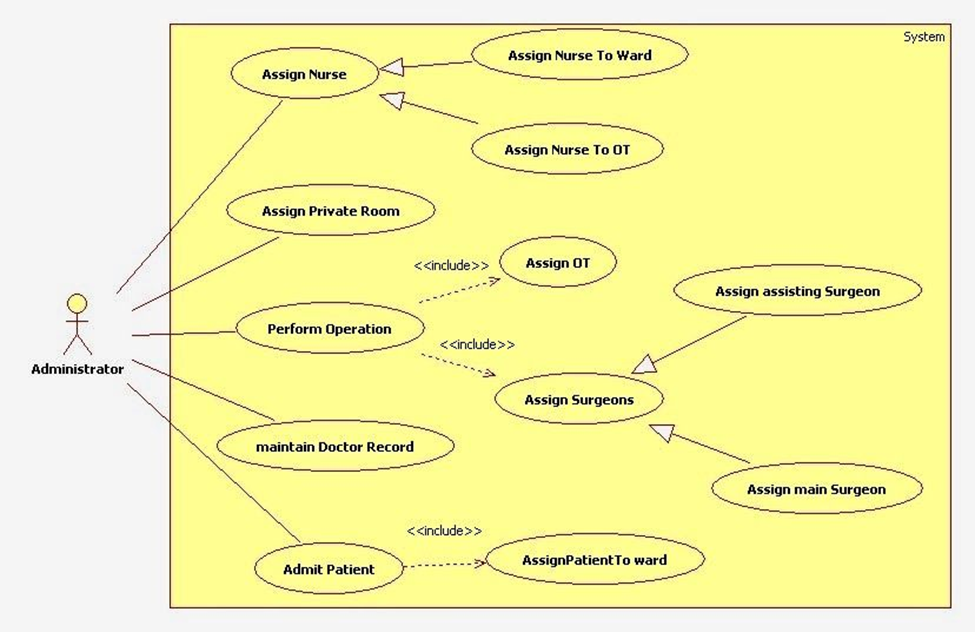 System
Assign Nurse
Assign Nurse To Ward
Assign Nurse To OT
Assign Private Room
<<include>>
Assign OT
Assign assisting Surgeon
Perform Operation
<<include>>
Administrator
Assign Surgeons
maintain Doctor Record
Assign main Surgeon
<<include>>
Admit Patient
AssignPatientTo ward